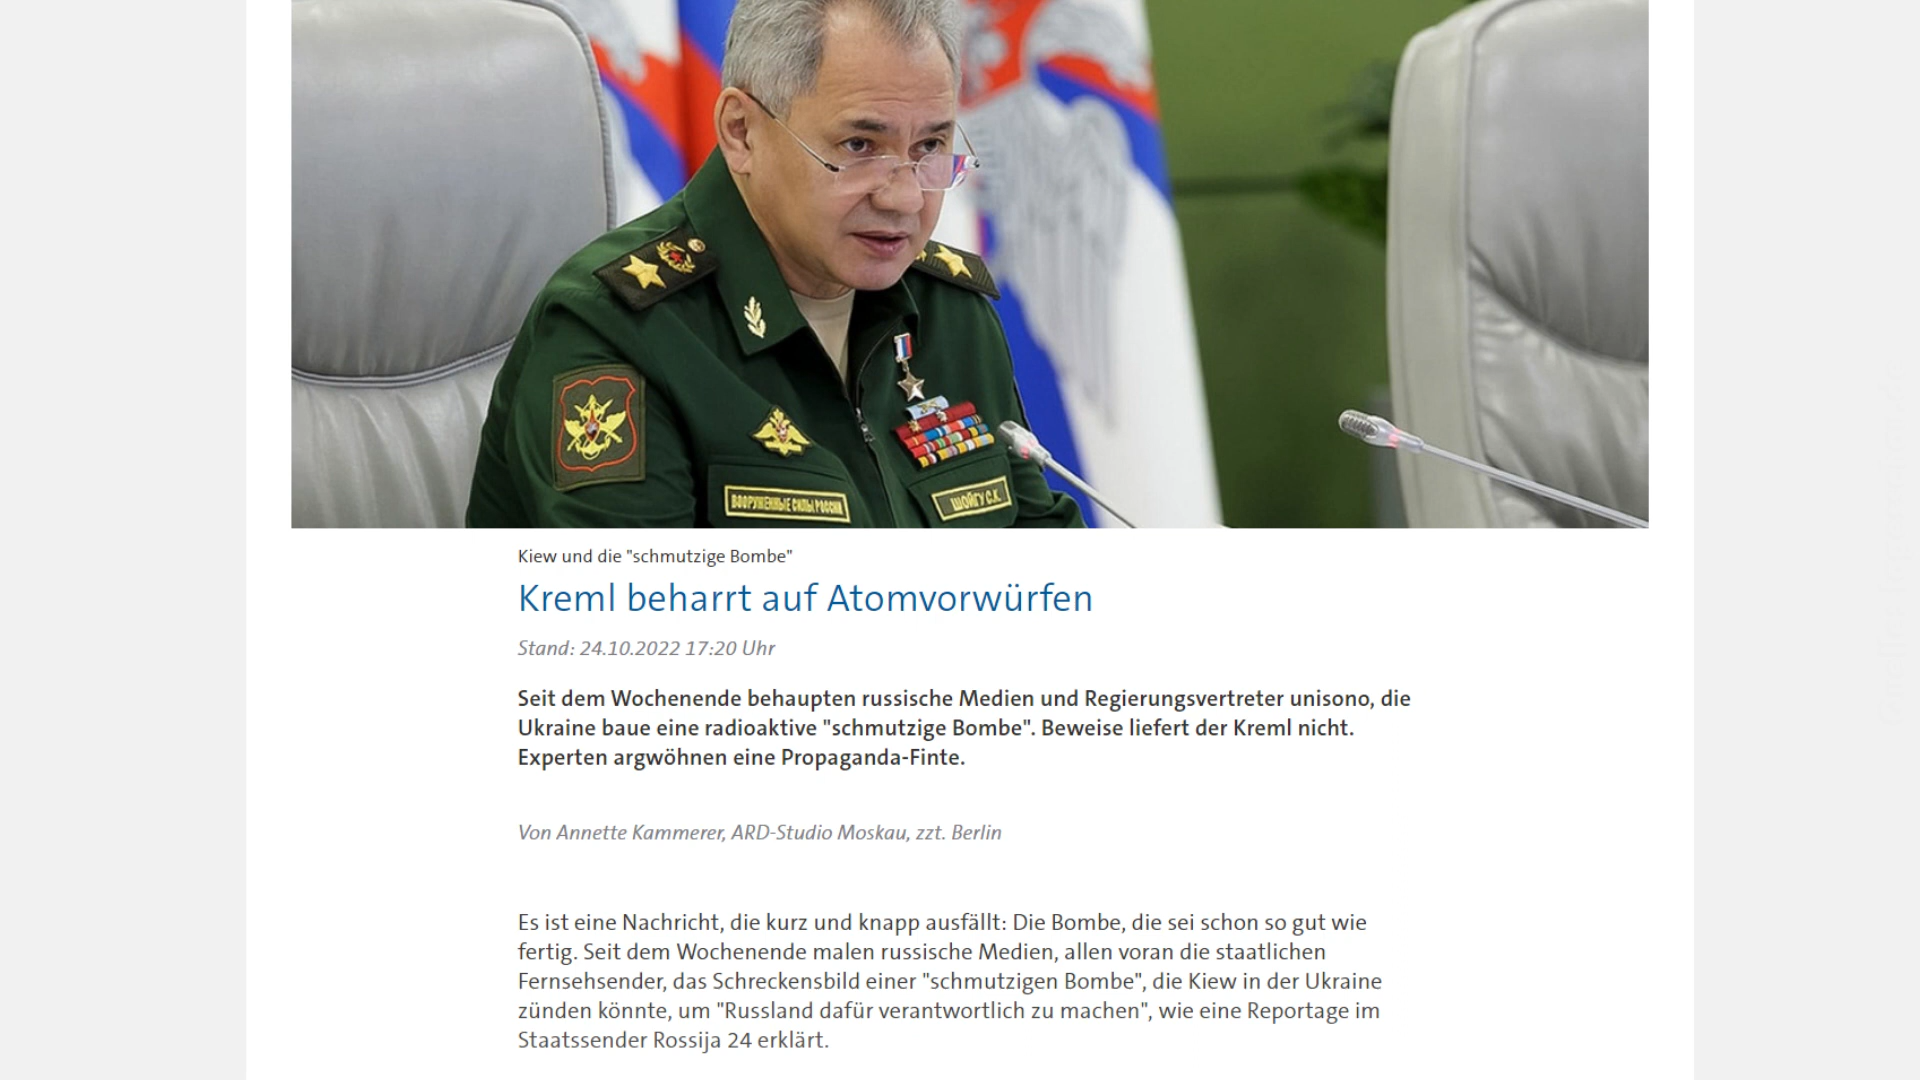 ВООРУЖЕННЫЕ СИЛЫ РОССИИ
ШОЙГУ С.К.
Kiew und die "schmutzige Bombe"
Kreml beharrt auf Atomvorwürfen
Stand: 24.10.2022 17:20 Uhr
Seit dem Wochenende behaupten russische Medien und Regierungsvertreter unisono, die
Ukraine baue eine radioaktive "schmutzige Bombe". Beweise liefert der Kreml nicht.
Experten argwöhnen eine Propaganda-Finte.
Von Annette Kammerer, ARD-Studio Moskau, zzt. Berlin
Es ist eine Nachricht, die kurz und knapp ausfällt: Die Bombe, die sei schon so gut wie
fertig. Seit dem Wochenende malen russische Medien, allen voran die staatlichen
Fernsehsender, das Schreckensbild einer "schmutzigen Bombe", die Kiew in der Ukraine
zünden könnte, um "Russland dafür verantwortlich zu machen", wie eine Reportage im
Staatssender Rossija 24 erklärt.